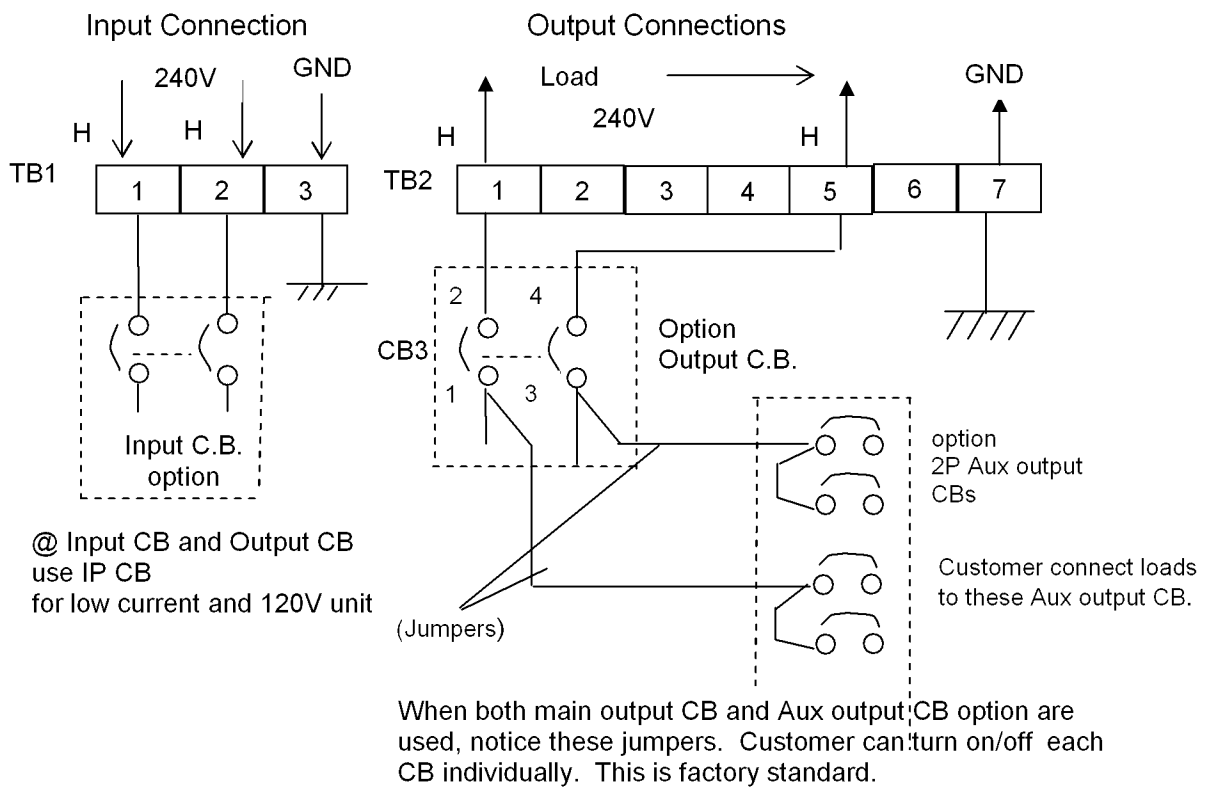 Input Connection
Output Connections
240V
GND
H
H
TB1
1
2
3
Input C.B.
option
@ Input CB and Output CB
use IP CB
for low current and 120V unit
Load
240V
GND
H
H
TB2
1
2
3
4
5
6
7
2
4
CB3
1
3
Option
Output C.B.
option
2P Aux output
CBs
Customer connect loads
to these Aux output CB.
(Jumpers)
When both main output CB and Aux output CB option are
used, notice these jumpers.  Customer can turn on/off  each
CB individually.  This is factory standard.